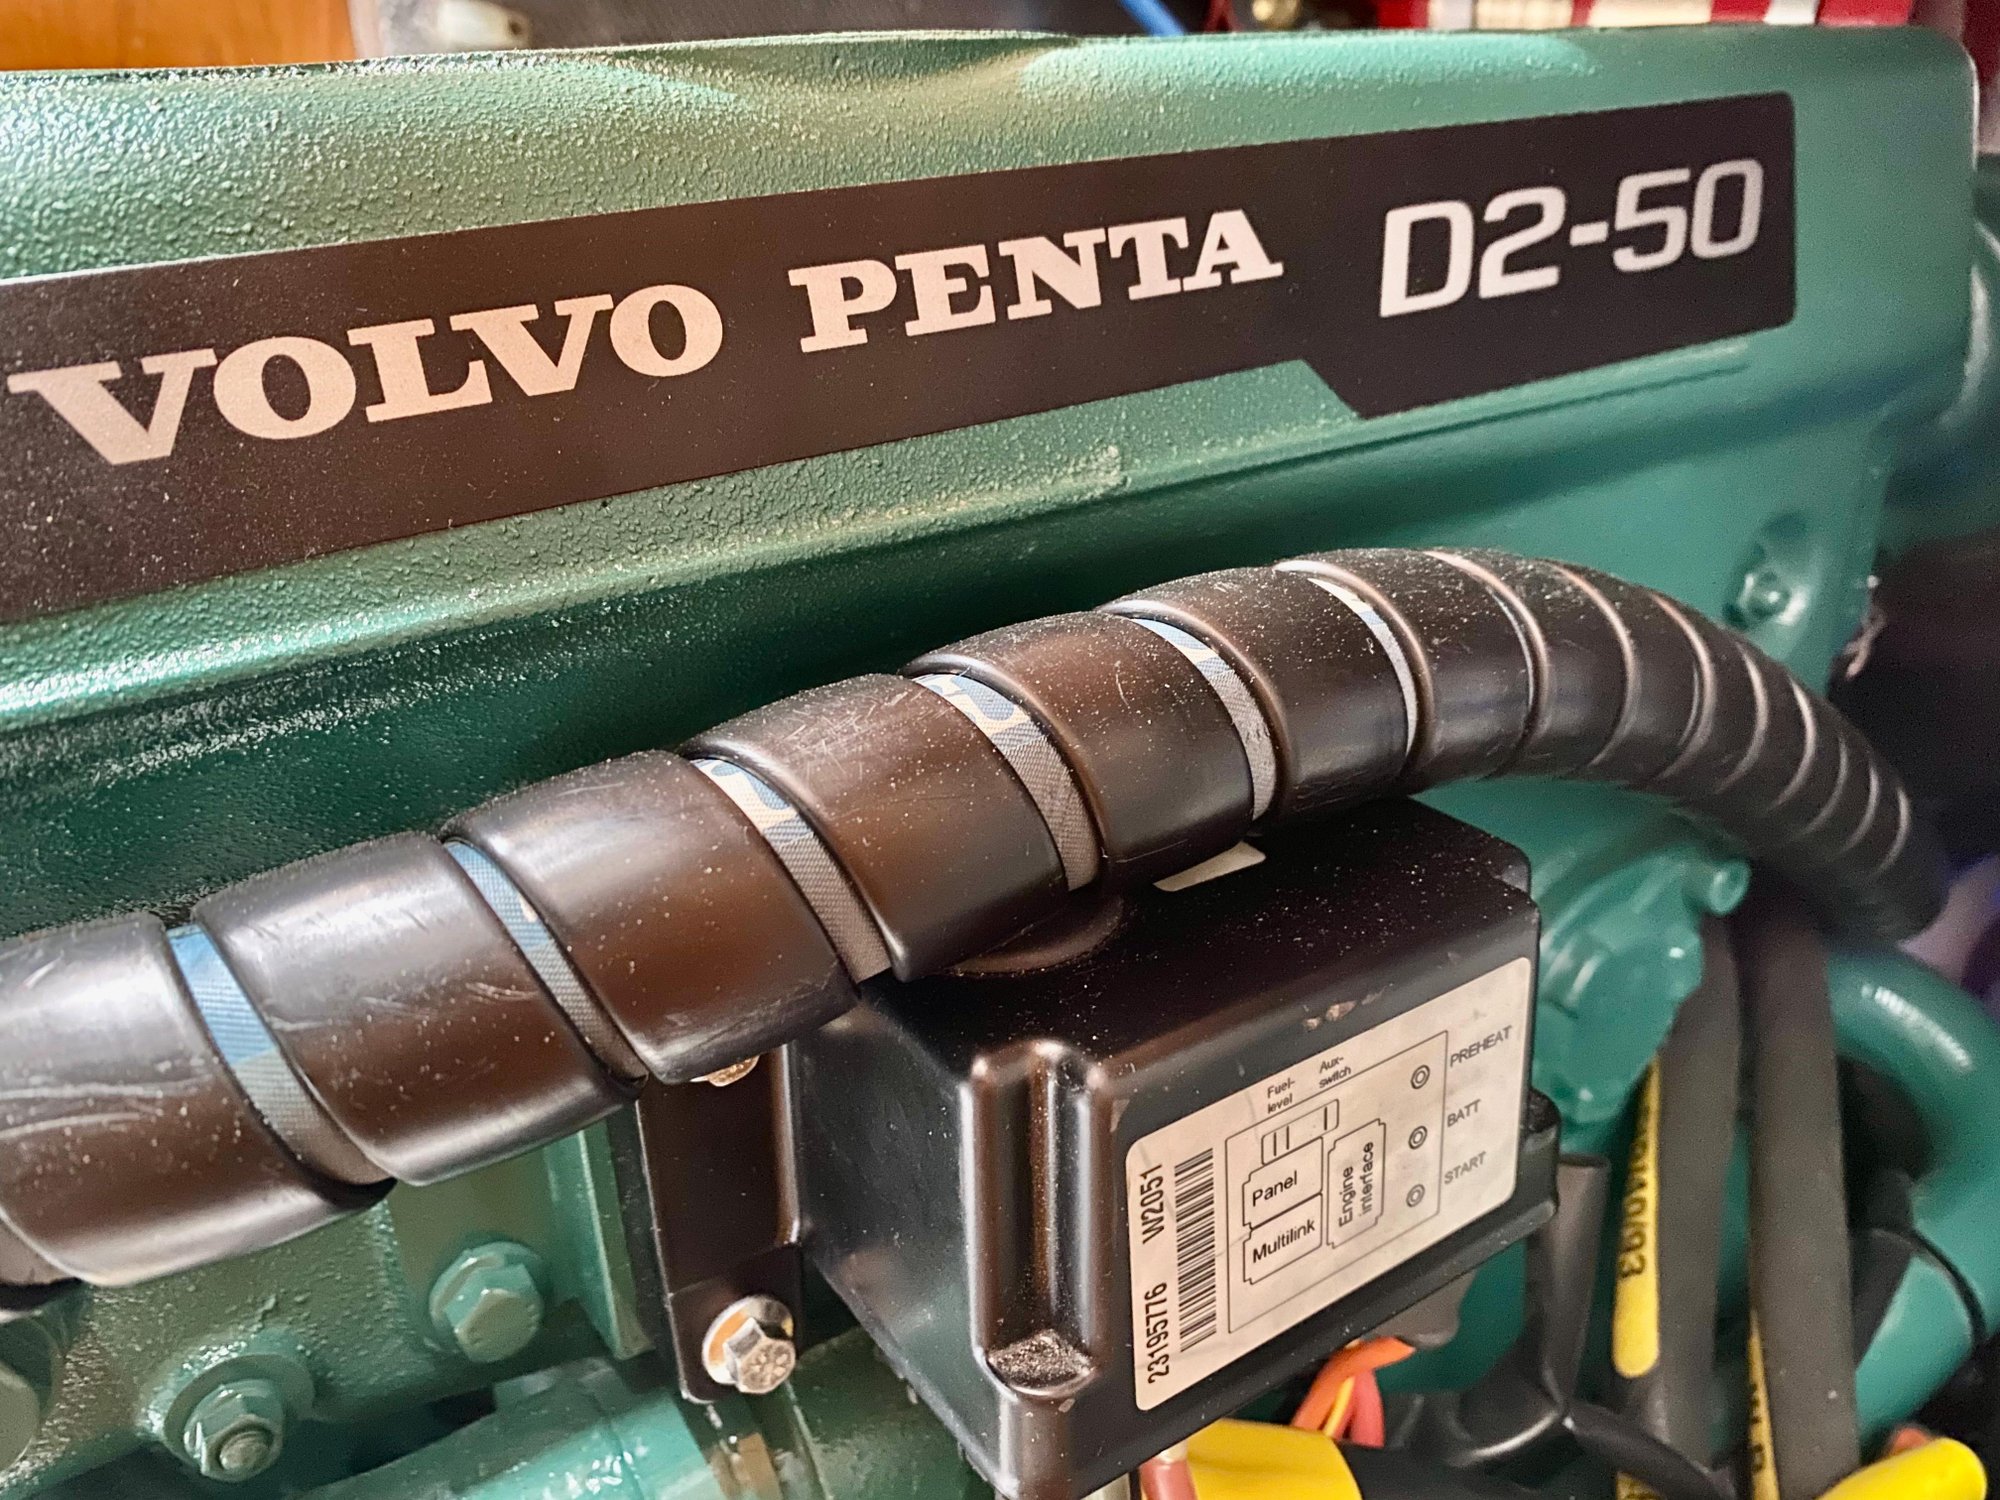 VOLVO PENTA D2-50
Fuel-
level
Aux-
switch
PREHEAT
BATT
START
Panel
Multilink
Engine
interface
23195776 W2051